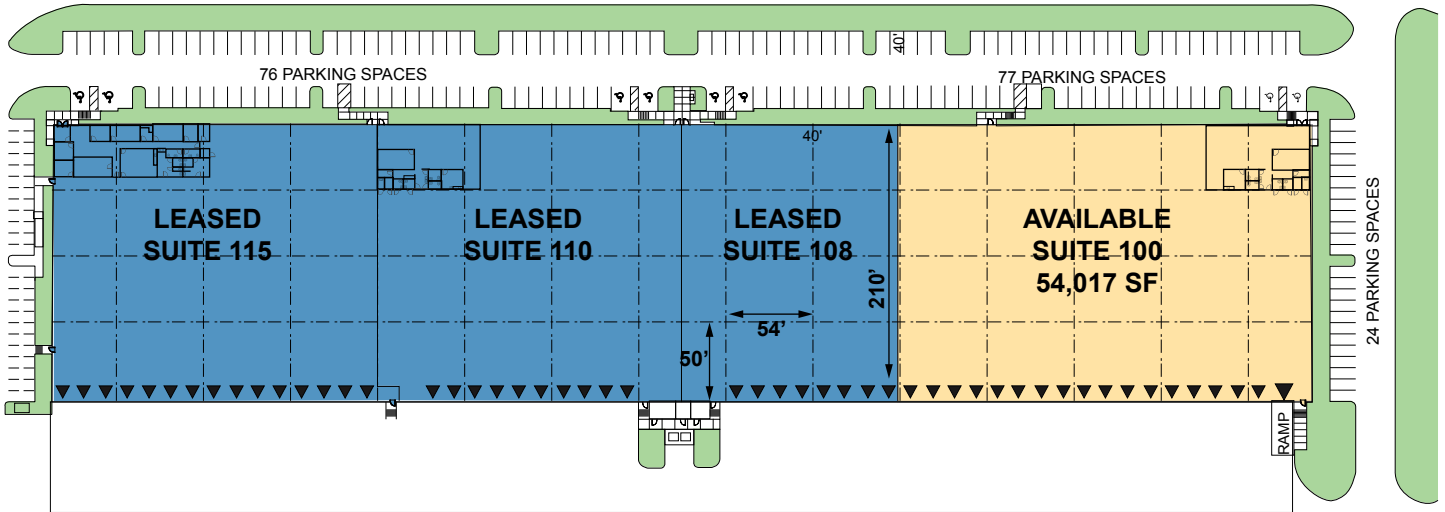 40'
76 PARKING SPACES
77 PARKING SPACES
40'
LEASED
SUITE 115
LEASED
SUITE 110
LEASED
SUITE 108
AVAILABLE
SUITE 100
54,017 SF
210'
54'
50'
24 PARKING SPACES
RAMP